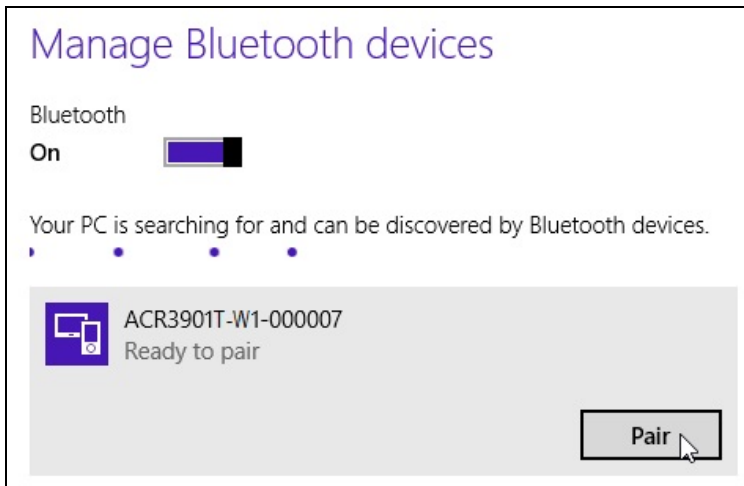 Manage Bluetooth devices
Bluetooth
On
Your PC is searching for and can be discovered by Bluetooth devices.
ACR3901T-W1-000007
Ready to pair
Pair